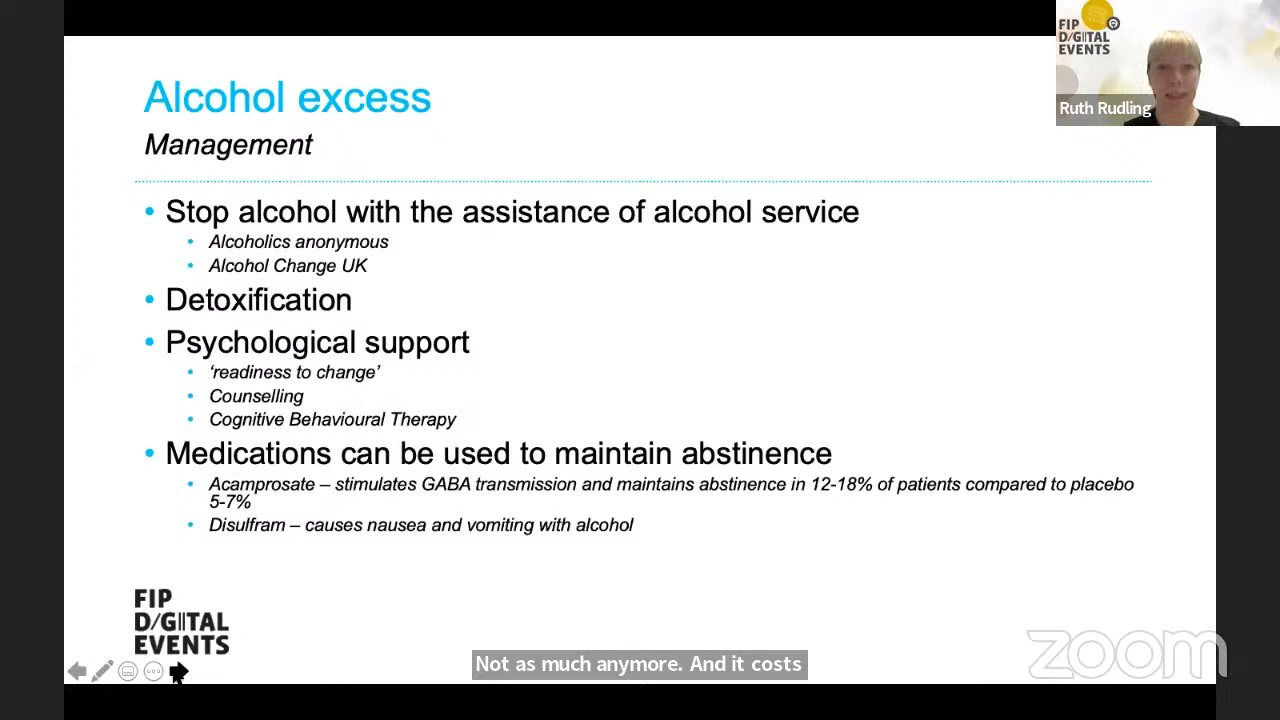 FIP
D/GITAL
EVENTS
Ruth Rudling
Alcohol excess
Management
• Stop alcohol with the assistance of alcohol service
• Alcoholics anonymous
• Alcohol Change UK
• Detoxification
• Psychological support
• ‘readiness to change’
• Counselling
• Cognitive Behavioural Therapy
• Medications can be used to maintain abstinence
• Acamprosate – stimulates GABA transmission and maintains abstinence in 12-18% of patients compared to placebo
5-7%
• Disulfram – causes nausea and vomiting with alcohol
FIP
D/GITAL
EVENTS
Not as much anymore. And it costs
zoom